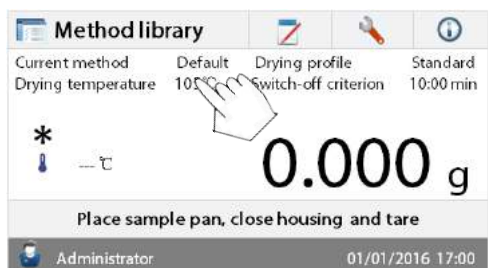 Method library
Current method Default Drying profile Standard
Drying temperature Switch-off criterion 10:00 min
*
--- °C
0.000 g
Place sample pan, close housing and tare
Administrator 01/01/2016 17:00